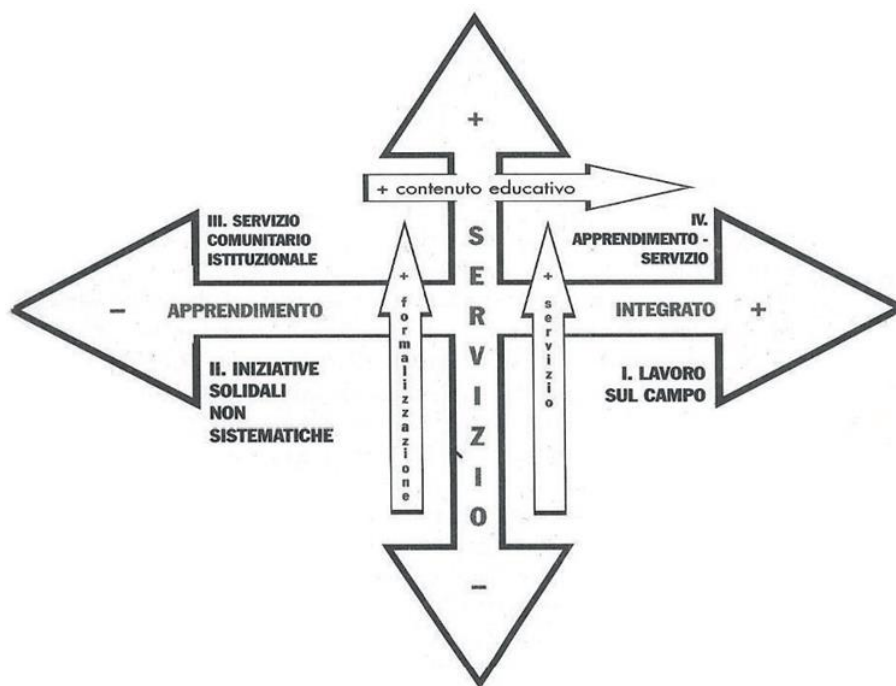 +
+ contenuto educativo
III. SERVIZIO
COMUNITARIO
ISTITUZIONALE
IV.
APPRENDIMENTO -
SERVIZIO
SERVIZIO
+ formalizzazione
+ servizio
- APPRENDIMENTO
INTEGRATO +
II. INIZIATIVE
SOLIDALI
NON
SISTEMATICHE
I. LAVORO
SUL CAMPO
-